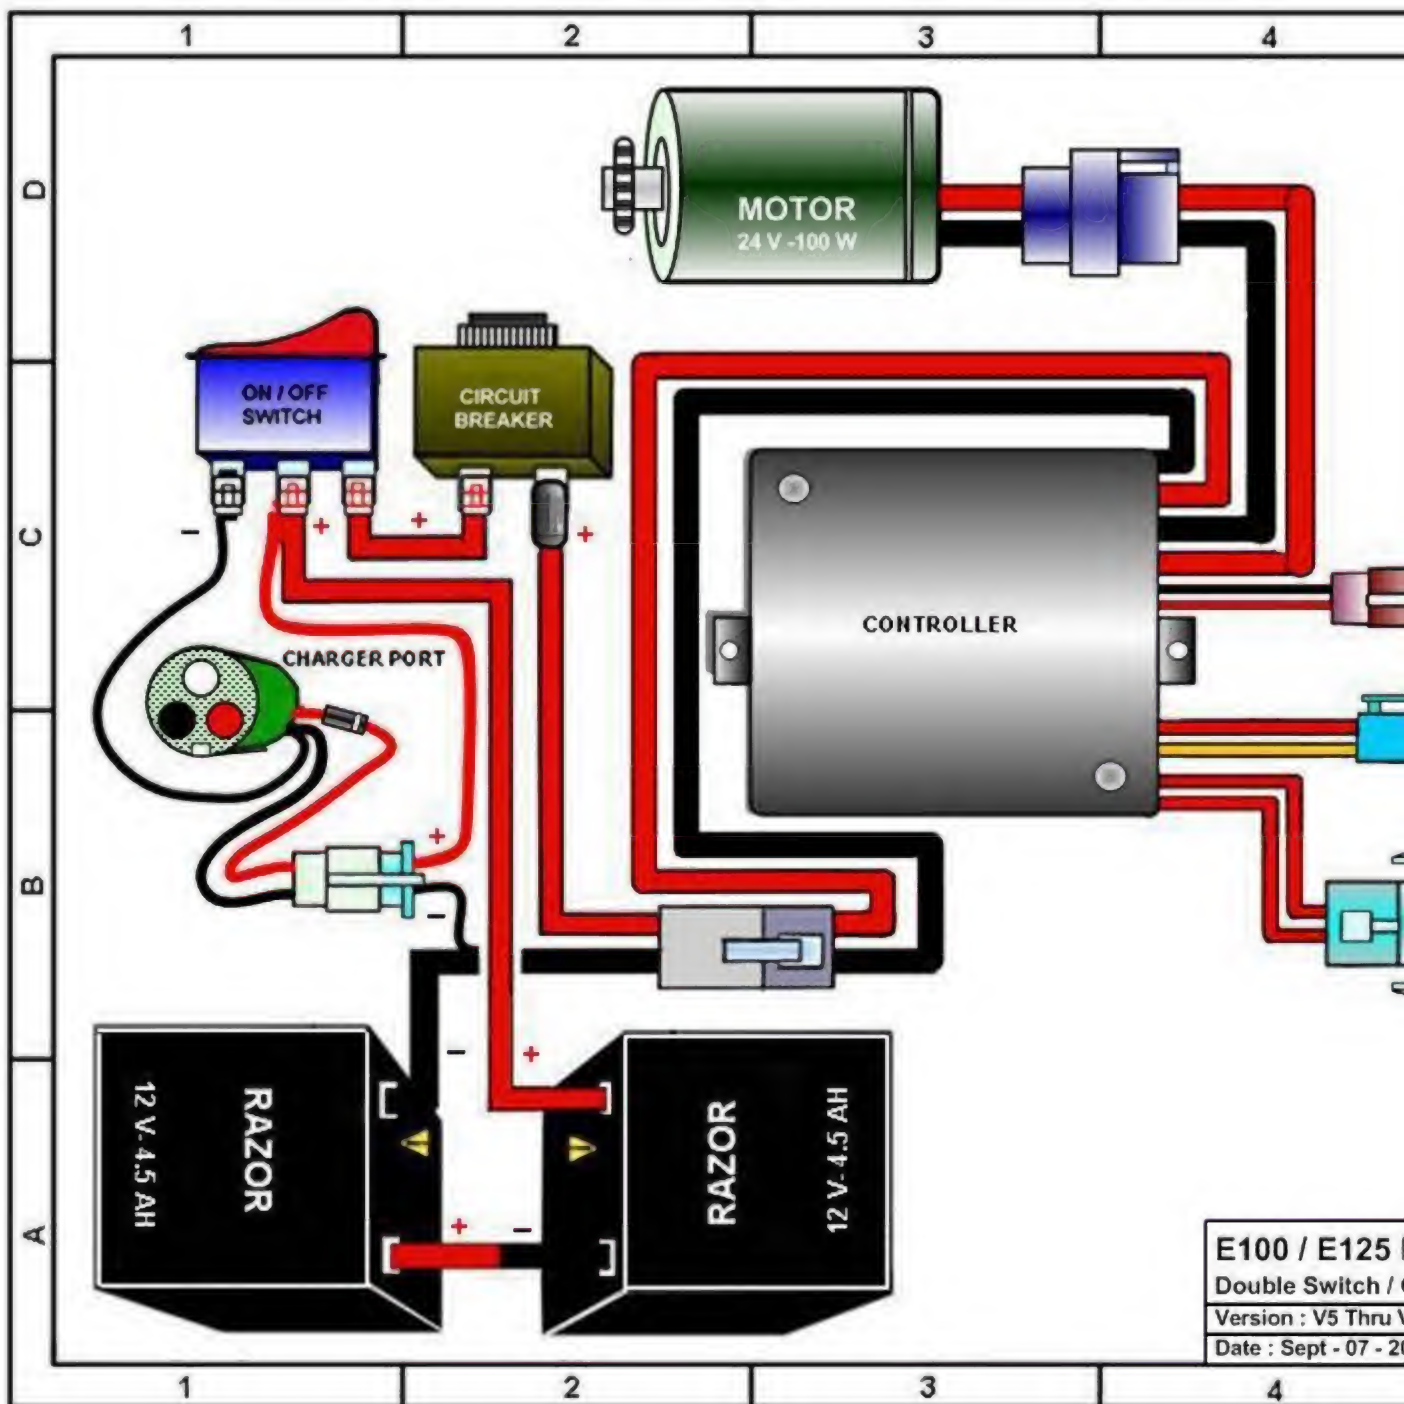 1 2 3 4
D
MOTOR
24 V -100 W
ON / OFF
SWITCH
CIRCUIT
BREAKER
+
+
+
−
C
CONTROLLER
CHARGER PORT
+
B
−
−
+
RAZOR
12 V- 4.5 AH
RAZOR
12 V- 4.5 AH
+
−
A
E100 / E125
Double Switch /
Version : V5 Thru
Date : Sept - 07 -
1 2 3 4